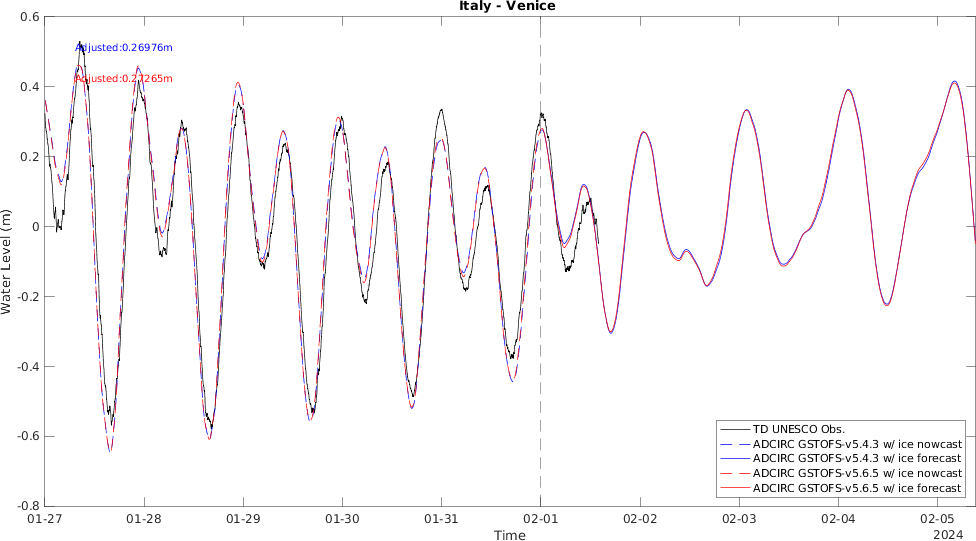 Italy - Venice
Adjusted:0.26976m
Adjusted:0.27265m
Water Level (m)
0.6
0.4
0.2
0
-0.2
-0.4
-0.6
-0.8
TD UNESCO Obs.
ADCIRC GSTOFS-v5.4.3 w/ ice nowcast
ADCIRC GSTOFS-v5.4.3 w/ ice forecast
ADCIRC GSTOFS-v5.6.5 w/ ice nowcast
ADCIRC GSTOFS-v5.6.5 w/ ice forecast
01-27 01-28 01-29 01-30 01-31 02-01 02-02 02-03 02-04 02-05
Time
2024